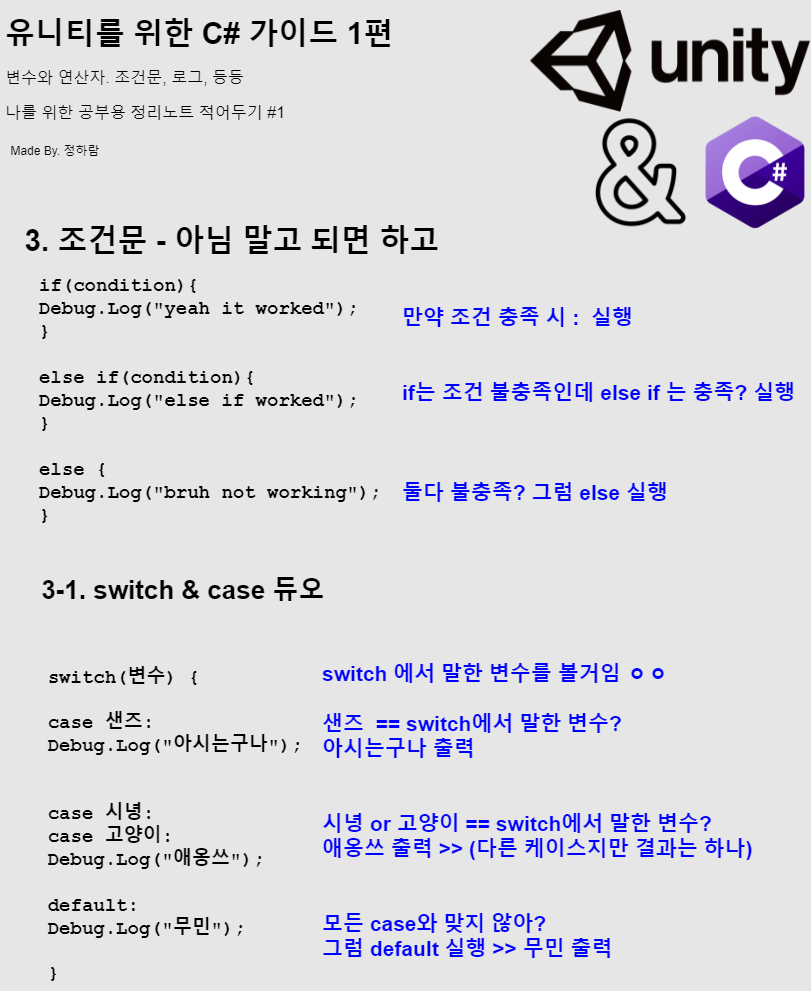 유니티를 위한 C# 가이드 1편
변수와 연산자. 조건문, 로그, 등등
나를 위한 공부용 정리노트 적어두기 #1
Made By. 정하람
unity
&
C#
3. 조건문 - 아님 말고 되면 하고
if(condition){
Debug.Log("yeah it worked");
}
만약 조건 충족 시 : 실행
else if(condition){
Debug.Log("else if worked");
}
if는 조건 불충족인데 else if 는 충족? 실행
else {
Debug.Log("bruh not working");
}
둘다 불충족? 그럼 else 실행
3-1. switch & case 듀오
switch(변수) {
switch 에서 말한 변수를 볼거임 ㅇㅇ
case 샌즈:
Debug.Log("아시는구나");
샌즈 == switch에서 말한 변수?
아시는구나 출력
case 시녕:
case 고양이:
Debug.Log("애옹쓰");
시녕 or 고양이 == switch에서 말한 변수?
애옹쓰 출력 >> (다른 케이스지만 결과는 하나)
default:
Debug.Log("무민");
모든 case와 맞지 않아?
그럼 default 실행 >> 무민 출력
}